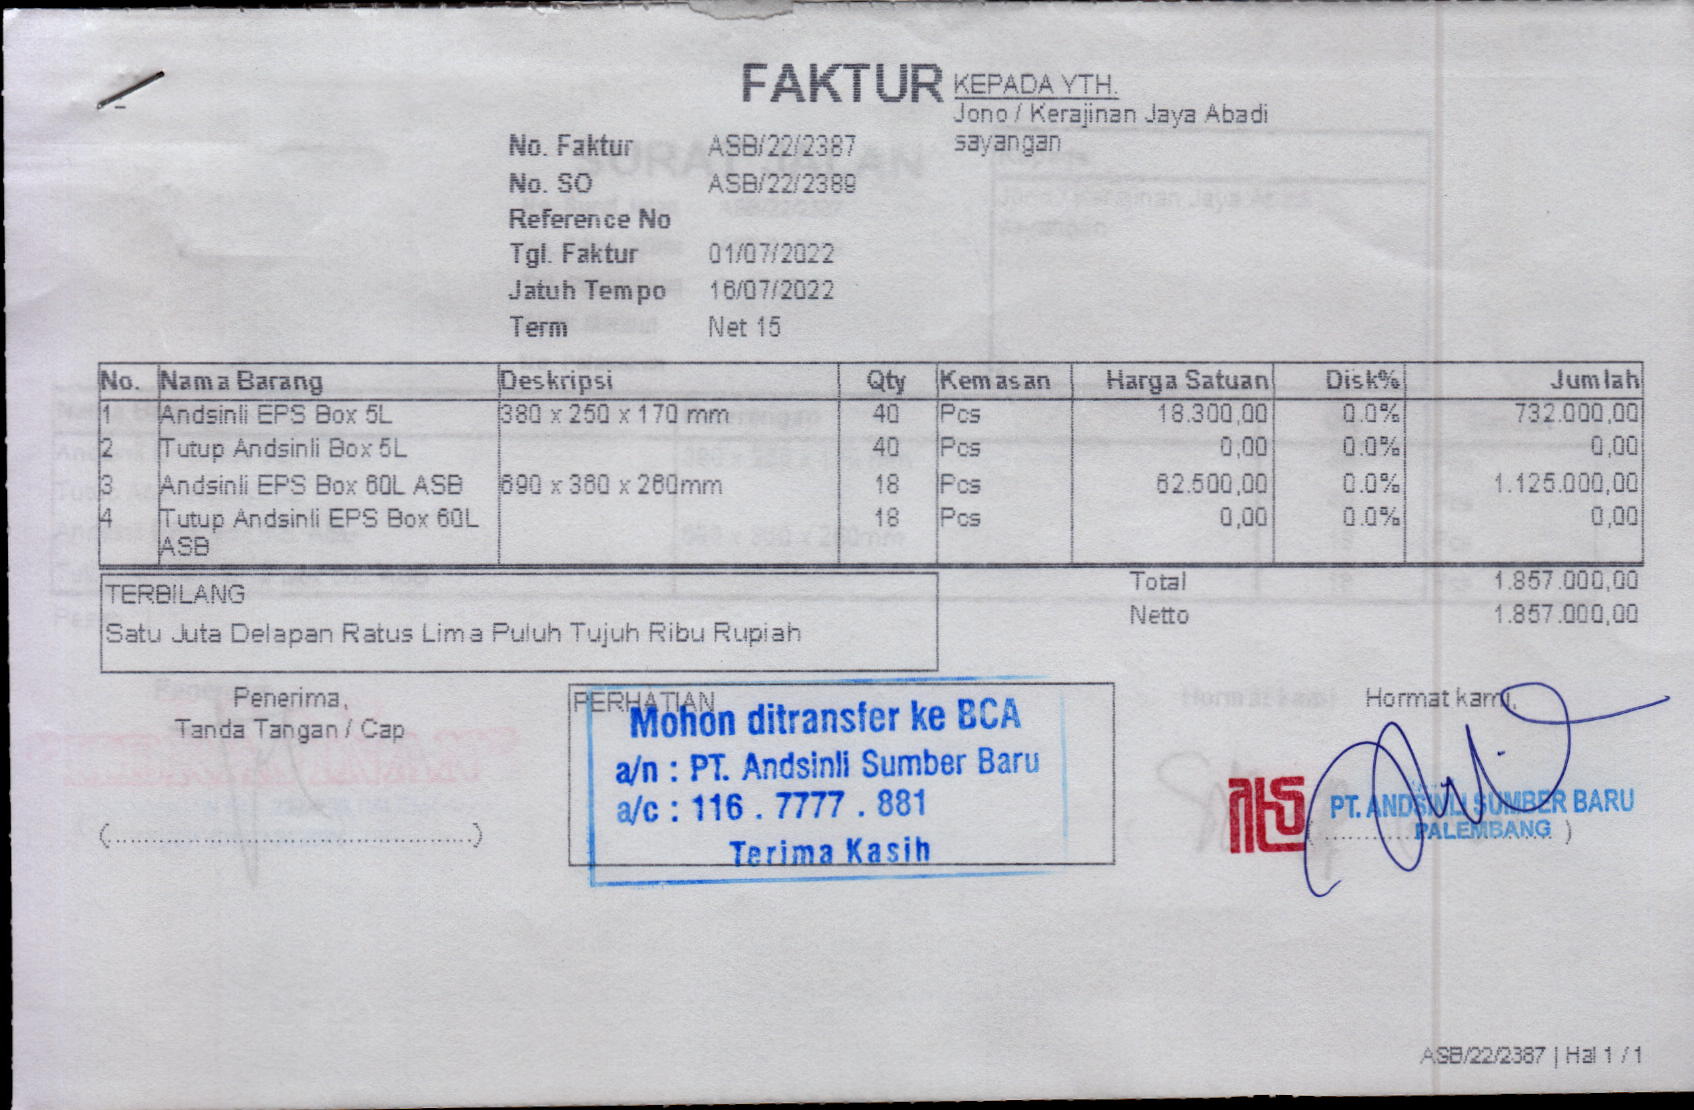 FAKTUR
KEPADA YTH.
Jono / Kerajinan Jaya Abadi
sayangan
No. Faktur ASB/22/2387
No. SO ASB/22/2389
Reference No
Tgl. Faktur 01/07/2022
Jatuh Tempo 16/07/2022
Term Net 15
No. Nama Barang Deskripsi Qty Kemasan Harga Satuan Disk% Jumlah
1 Andsinli EPS Box 5L 380 x 250 x 170 mm 40 Pcs 18.300,00 0.0% 732.000,00
2 Tutup Andsinli Box 5L 40 Pcs 0,00 0.0% 0,00
3 Andsinli EPS Box 60L ASB 690 x 360 x 260mm 18 Pcs 62.500,00 0.0% 1.125.000,00
4 Tutup Andsinli EPS Box 60L 18 Pcs 0,00 0.0% 0,00
ASB
TERBILANG
Satu Juta Delapan Ratus Lima Puluh Tujuh Ribu Rupiah
Total 1.857.000,00
Netto 1.857.000,00
Penerima,
Tanda Tangan / Cap
(....................................................)
PERHATIAN
Mohon ditransfer ke BCA
a/n : PT. Andsinli Sumber Baru
a/c : 116 . 7777 . 881
Terima Kasih
Hormat kami,
PT. ANDSINLI SUMBER BARU
PALEMBANG
ASB/22/2387 | Hal 1 / 1